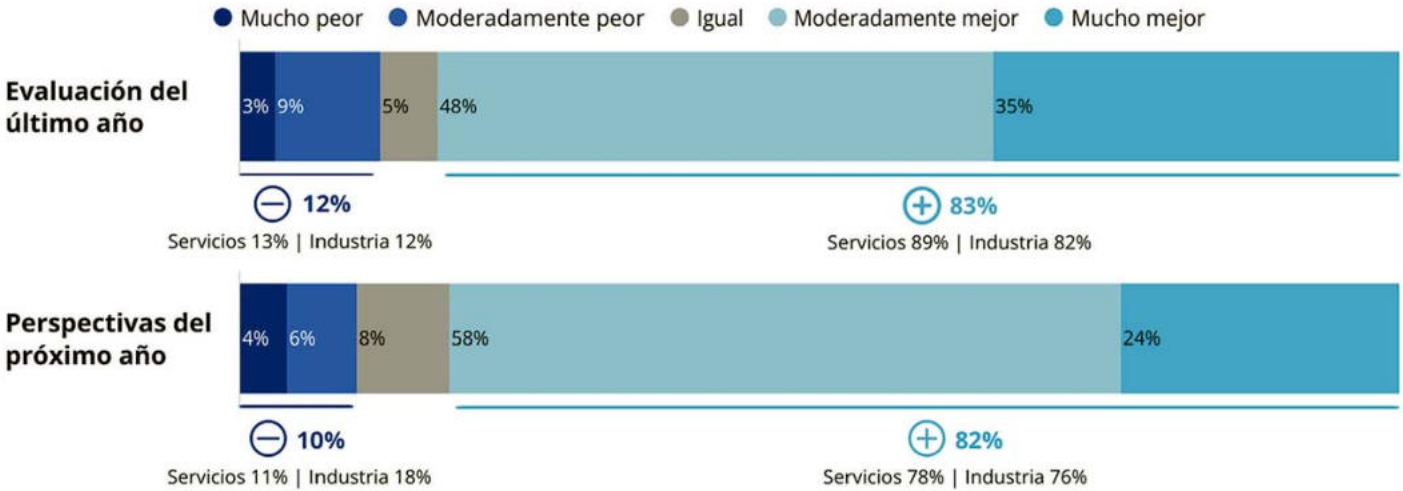 Mucho peor Moderadamente peor Igual Moderadamente mejor Mucho mejor
Evaluación del
último año
3% 9% 5% 48% 35%
12% 83%
Servicios 13% | Industria 12% Servicios 89% | Industria 82%
Perspectivas del
próximo año
4% 6% 8% 58% 24%
10% 82%
Servicios 11% | Industria 18% Servicios 78% | Industria 76%